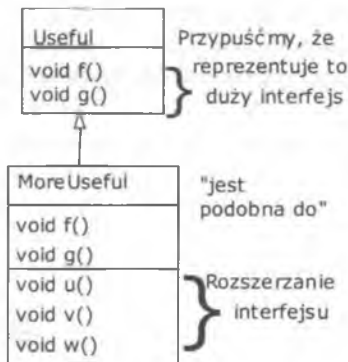 Useful
void f()
void g()
Przypuśćmy, że
reprezentuje to
duży interfejs
MoreUseful
void f()
void g()
void u()
void v()
void w()
"jest
podobna do"
Rozszerzanie
interfejsu